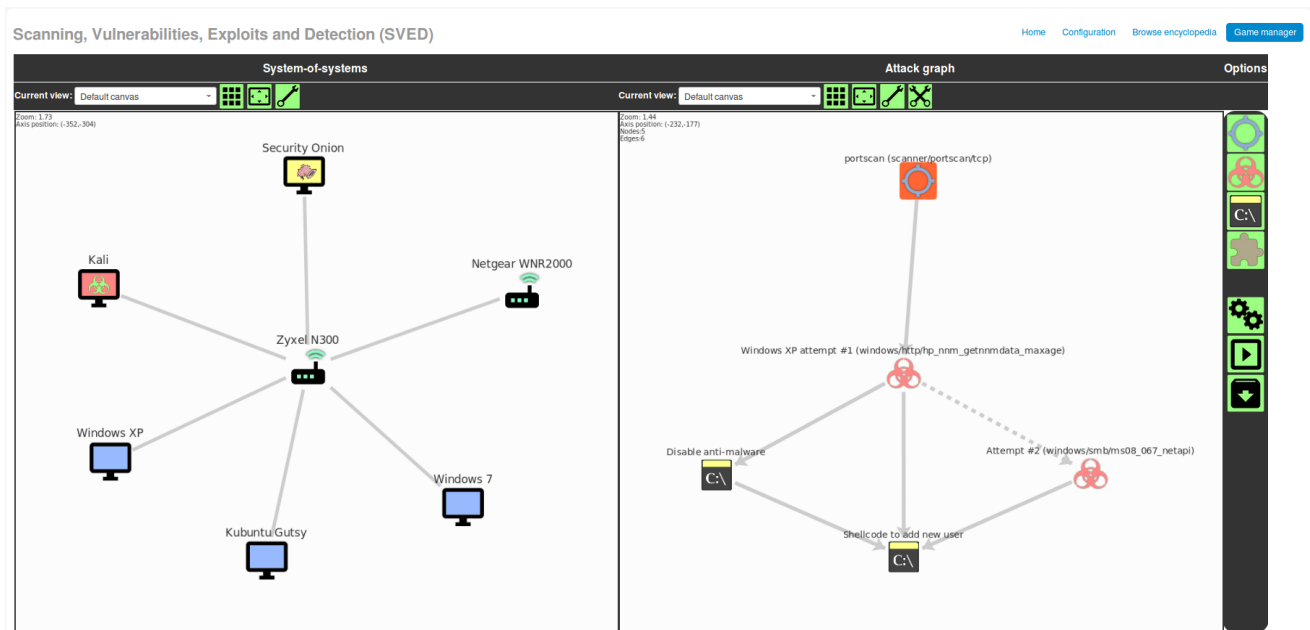 Scanning, Vulnerabilities, Exploits and Detection (SVED)
Home Configuration Browse encyclopedia Game manager
System-of-systems
Attack graph
Options
Current view: Default canvas
Current view: Default canvas
Zoom: 1.73
Axis position: (-352,-304)
Security Onion
Kali
Netgear WNR2000
Zyxel N300
Windows XP
Windows 7
Kubuntu Gutsy
Zoom: 1.44
Axis position: (-232,-177)
Nodes:5
Edges:6
portscan (scanner/portscan/tcp)
Windows XP attempt #1 (windows/http/hp_nnm_getnnmdata_maxage)
Disable anti-malware
C:\
Attempt #2 (windows/smb/ms08_067_netapi)
Shellcode to add new user
C:\
C:\